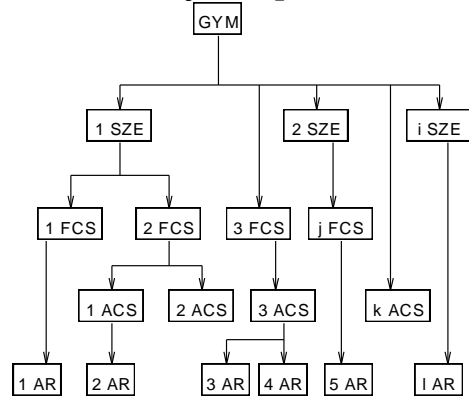 GYM
1 SZE 2 SZE i SZE
1 FCS 2 FCS 3 FCS j FCS
1 ACS 2 ACS 3 ACS k ACS
1 AR 2 AR 3 AR 4 AR 5 AR l AR